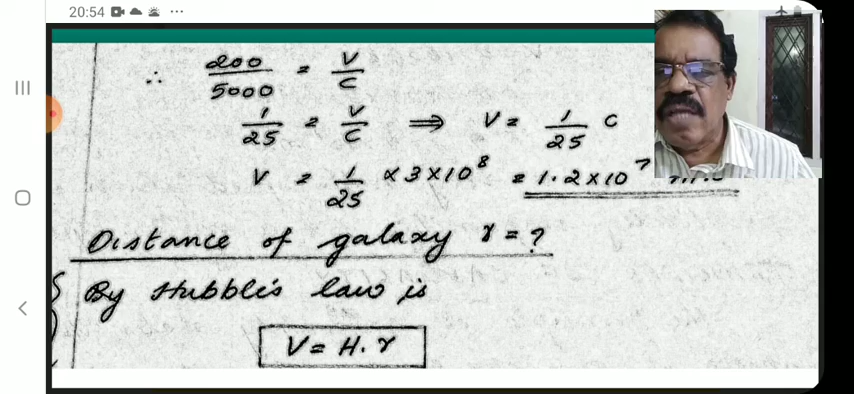 20:54
∴ 200/5000 = V/C
1/25 = V/C ⟹ V = 1/25 C
V = 1/25 × 3 × 10⁸ = 1.2 × 10⁷
Distance of galaxy r = ?
By Hubble's law is
V = H. r